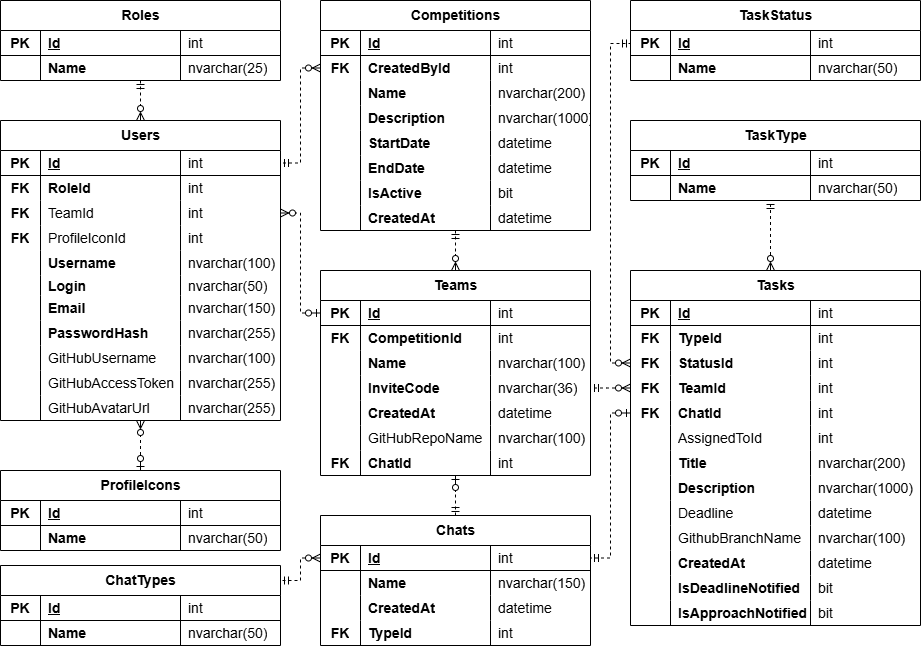 Roles
PK Id int
Name nvarchar(25)
Users
PK Id int
FK RoleId int
FK TeamId int
FK ProfileIconId int
Username nvarchar(100)
Login nvarchar(50)
Email nvarchar(150)
PasswordHash nvarchar(255)
GitHubUsername nvarchar(100)
GitHubAccessToken nvarchar(255)
GitHubAvatarUrl nvarchar(255)
ProfileIcons
PK Id int
Name nvarchar(50)
ChatTypes
PK Id int
Name nvarchar(50)
Competitions
PK Id int
FK CreatedById int
Name nvarchar(200)
Description nvarchar(1000)
StartDate datetime
EndDate datetime
IsActive bit
CreatedAt datetime
Teams
PK Id int
FK CompetitionId int
Name nvarchar(100)
InviteCode nvarchar(36)
CreatedAt datetime
GitHubRepoName nvarchar(100)
FK ChatId int
Chats
PK Id int
Name nvarchar(150)
CreatedAt datetime
FK TypeId int
TaskStatus
PK Id int
Name nvarchar(50)
TaskType
PK Id int
Name nvarchar(50)
Tasks
PK Id int
FK TypeId int
FK StatusId int
FK TeamId int
FK ChatId int
AssignedToId int
Title nvarchar(200)
Description nvarchar(1000)
Deadline datetime
GithubBranchName nvarchar(100)
CreatedAt datetime
IsDeadlineNotified bit
IsApproachNotified bit